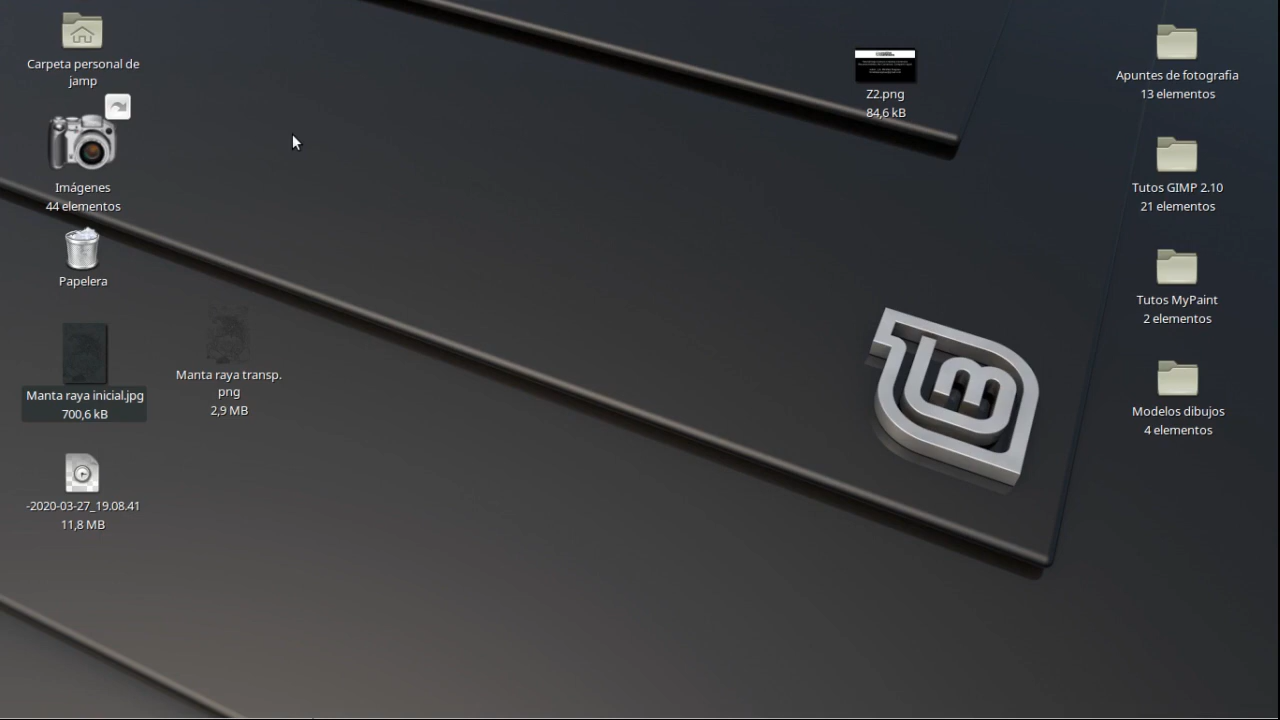 Carpeta personal de
jamp
Imágenes
44 elementos
Papelera
Manta raya inicial.jpg
700,6 kB
Manta raya transp.
png
2,9 MB
-2020-03-27_19.08.41
11,8 MB
Z2.png
84,6 kB
Apuntes de fotografia
13 elementos
Tutos GIMP 2.10
21 elementos
Tutos MyPaint
2 elementos
Modelos dibujos
4 elementos